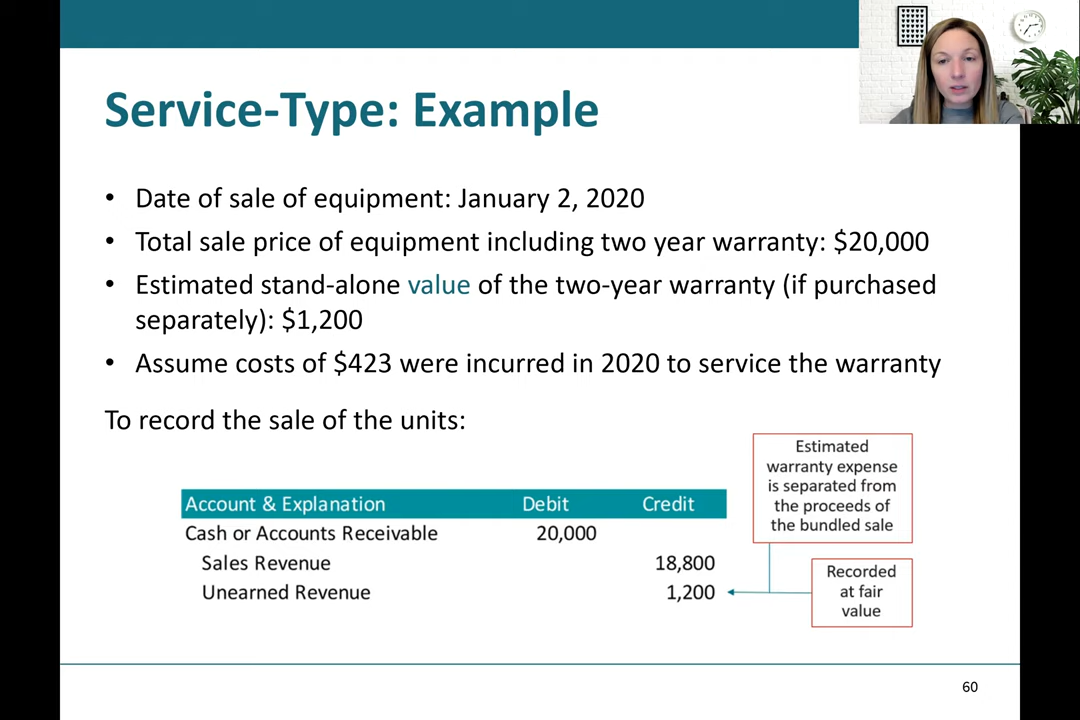 Service-Type: Example
• Date of sale of equipment: January 2, 2020
• Total sale price of equipment including two year warranty: $20,000
• Estimated stand-alone value of the two-year warranty (if purchased
separately): $1,200
• Assume costs of $423 were incurred in 2020 to service the warranty
To record the sale of the units:
Account & Explanation Debit Credit
Cash or Accounts Receivable 20,000
Sales Revenue 18,800
Unearned Revenue 1,200
Estimated
warranty expense
is separated from
the proceeds of
the bundled sale
Recorded
at fair
value
60